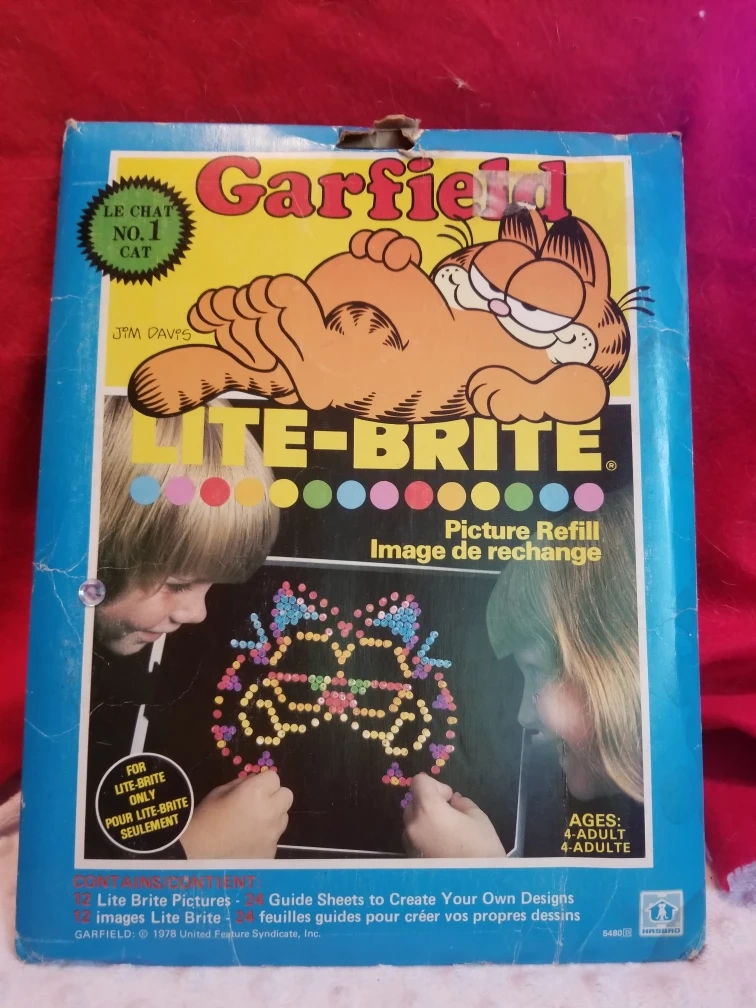 Garfield
LE CHAT
NO. 1
CAT
JIM DAVIS
LITE-BRITE®
Picture Refill
Image de rechange
FOR
LITE-BRITE
ONLY
POUR LITE-BRITE
SEULEMENT
AGES:
4-ADULT
4-ADULTE
CONTAINS/CONTIENT:
12 Lite Brite Pictures · 24 Guide Sheets to Create Your Own Designs
12 images Lite Brite · 24 feuilles guides pour créer vos propres dessins
GARFIELD: © 1978 United Feature Syndicate, Inc.
5480 B
HASBRO